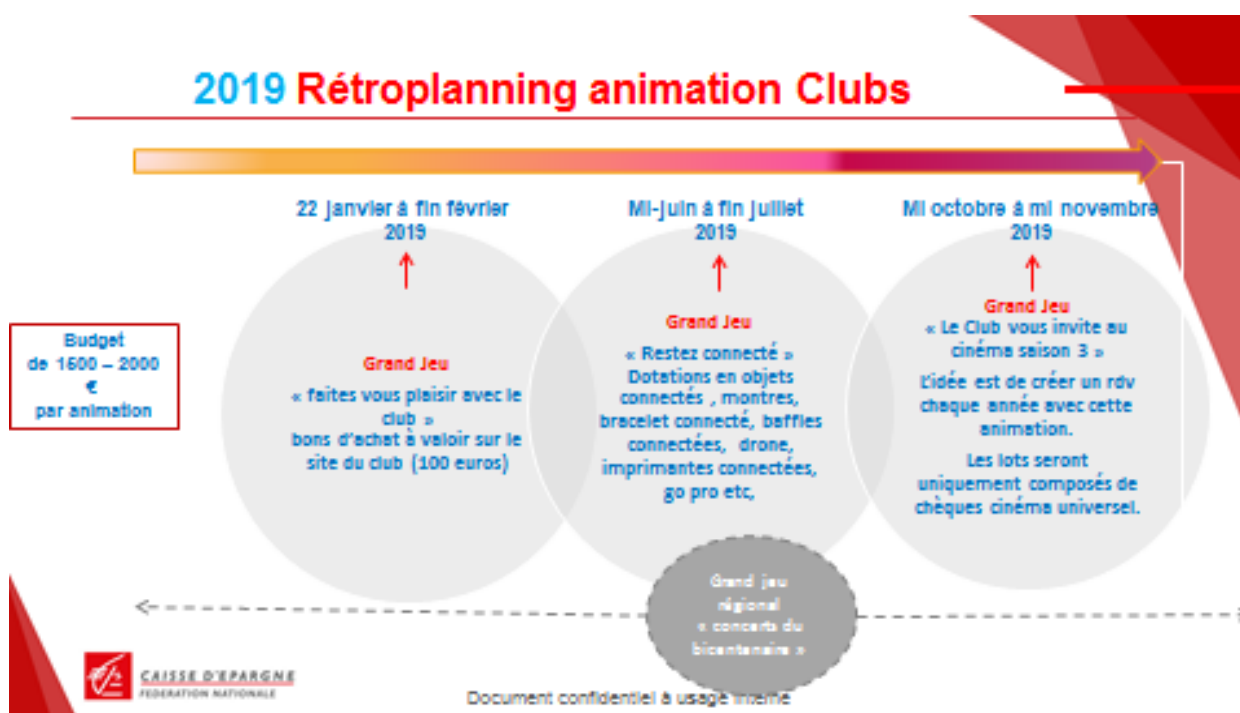 2019 Rétroplanning animation Clubs
22 janvier à fin février
2019
Mi-juin à fin juillet
2019
Mi octobre à mi novembre
2019
Budget
de 1500 – 2000
€
par animation
Grand Jeu
« faites vous plaisir avec le
club »
bons d'achat à valoir sur le
site du club (100 euros)
Grand Jeu
« Restez connecté »
Dotations en objets
connectés , montres,
bracelet connecté, baffles
connectées, drone,
imprimantes connectées,
go pro etc,
Grand Jeu
« Le Club vous invite au
cinéma saison 3 »
L'idée est de créer un rdv
chaque année avec cette
animation.
Les lots seront
uniquement composés de
chèques cinéma universel.
Grand jeu
régional
« concerts du
bicentenaire »
CAISSE D'EPARGNE
FEDERATION NATIONALE
Document confidentiel à usage interne